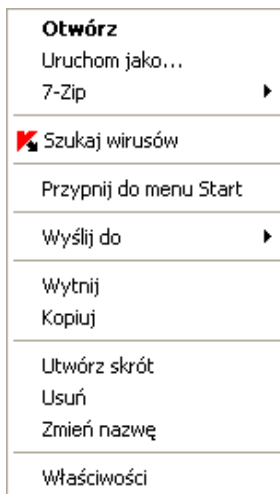 Otwórz
Uruchom jako...
7-Zip
Szukaj wirusów
Przypnij do menu Start
Wyślij do
Wytnij
Kopiuj
Utwórz skrót
Usuń
Zmień nazwę
Właściwości